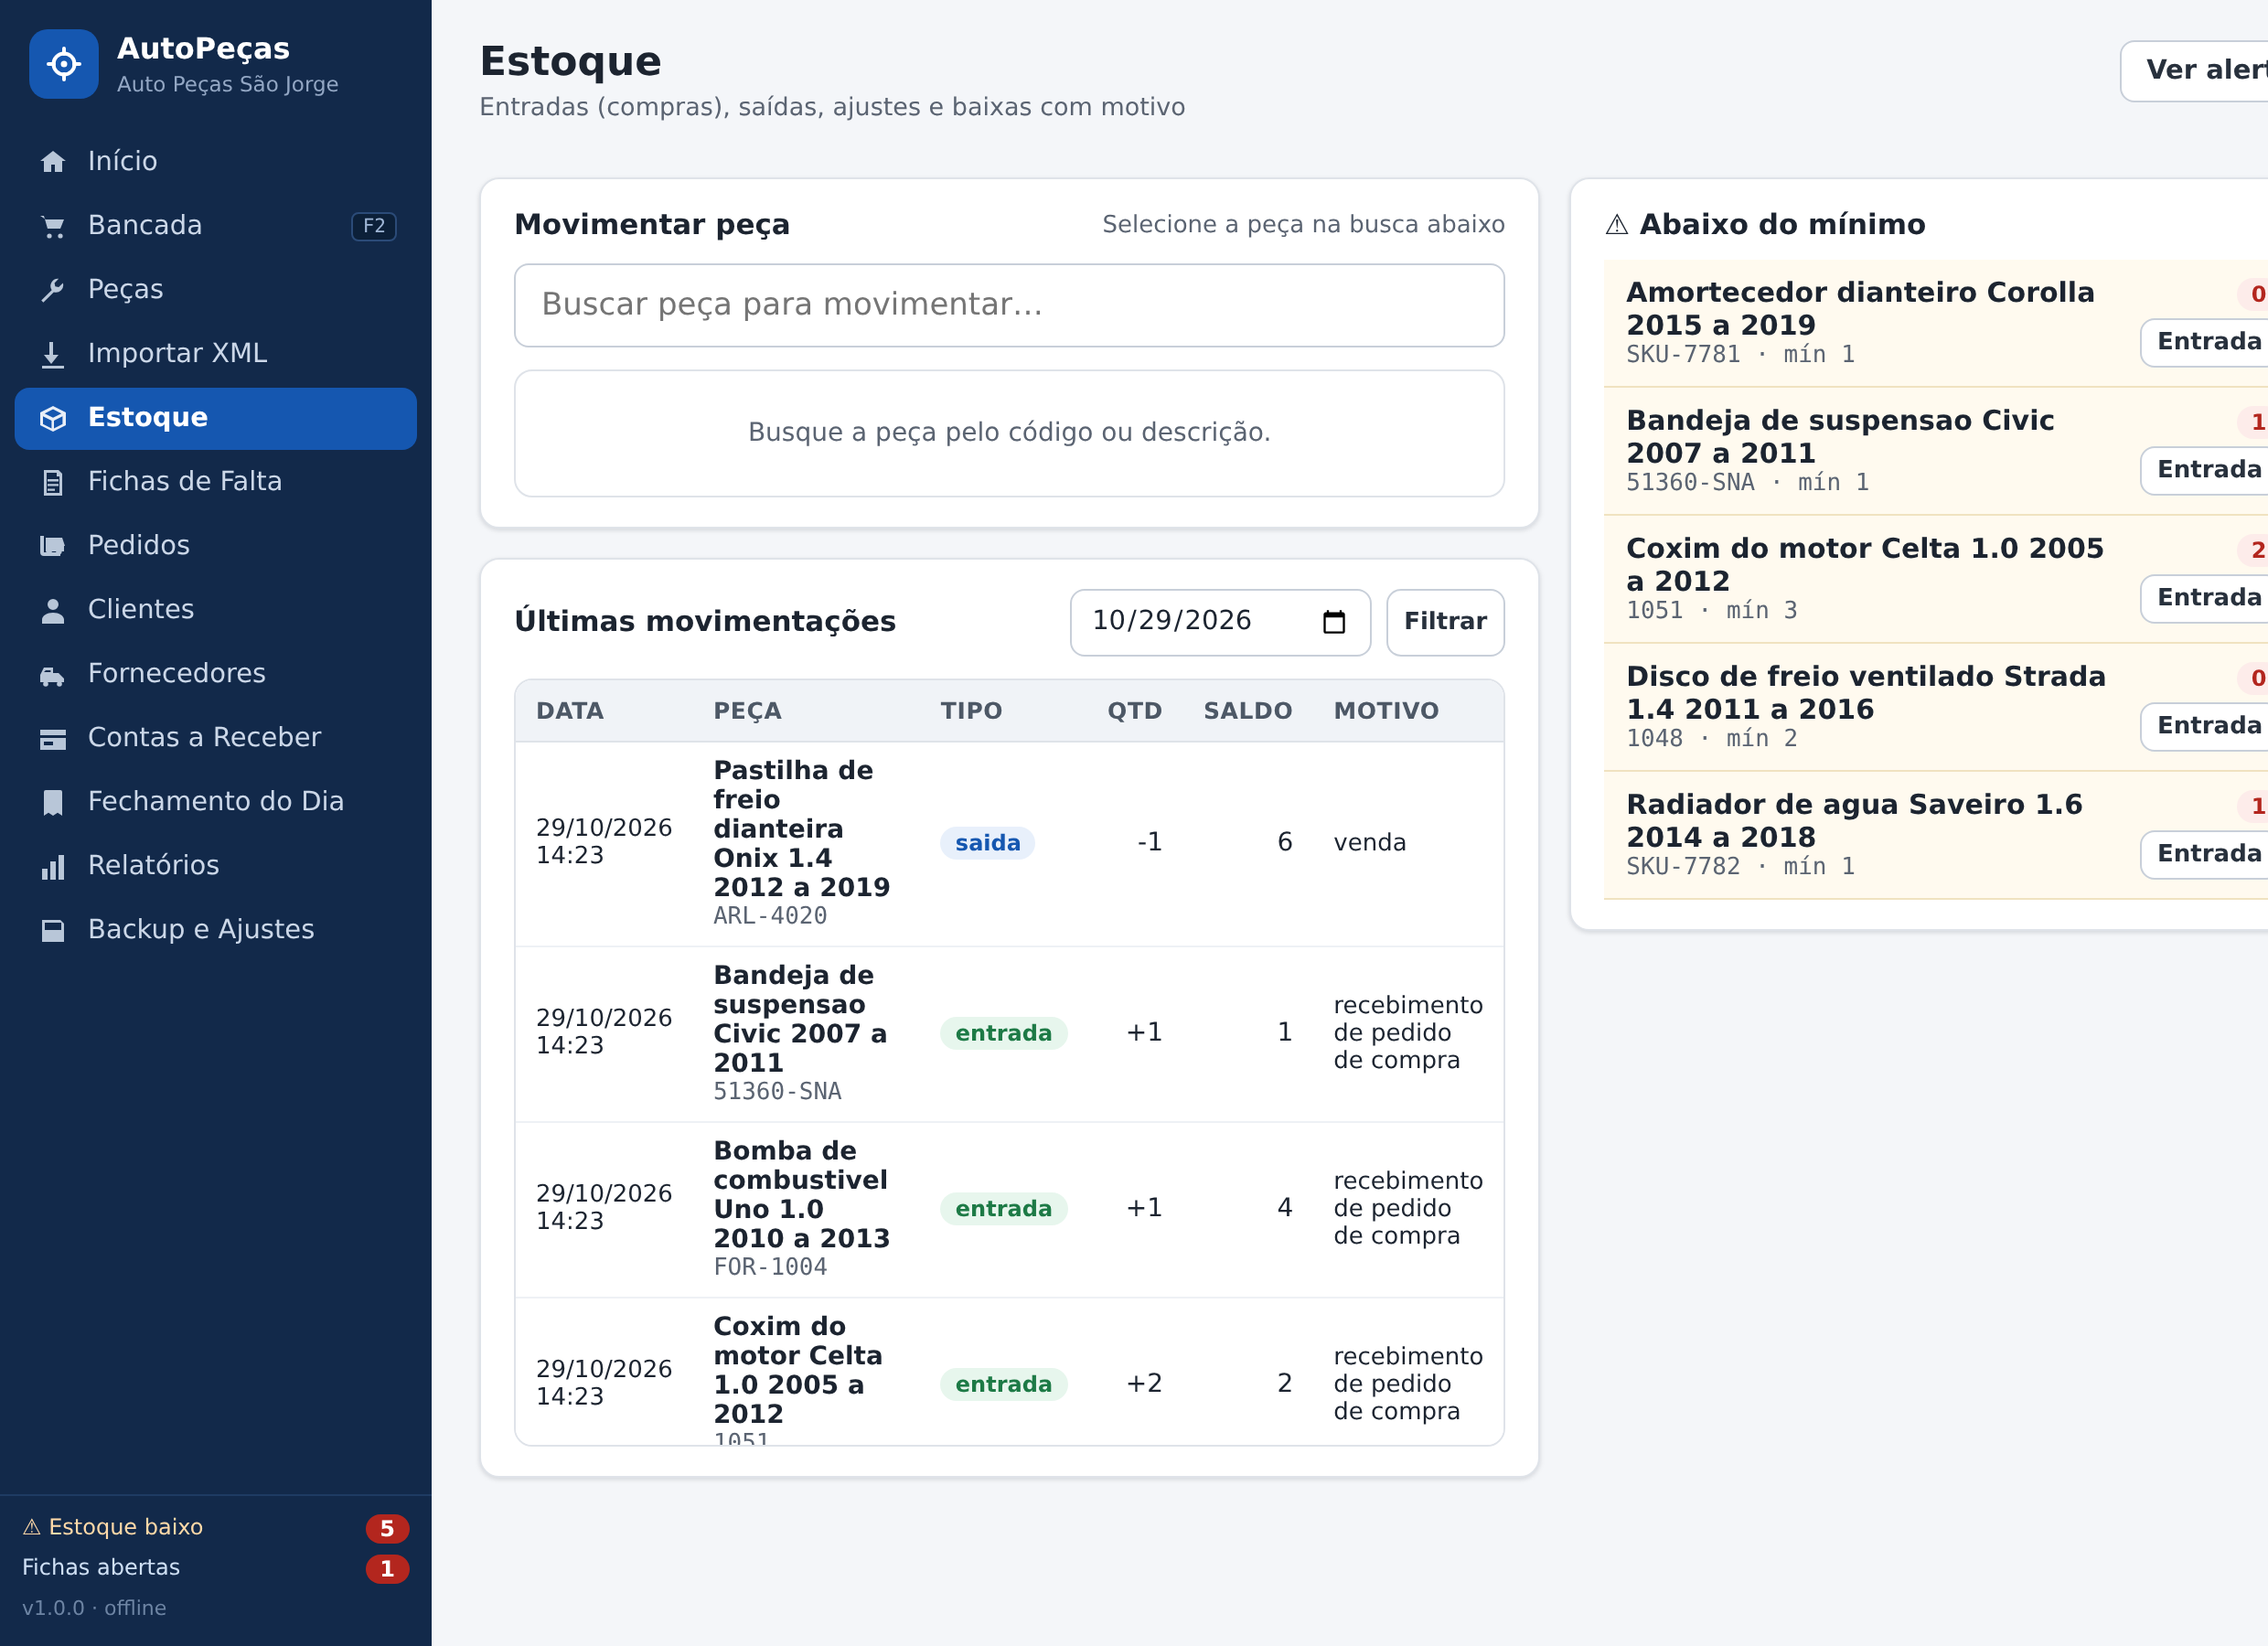 AutoPeças
Auto Peças São Jorge
Início
Bancada F2
Peças
Importar XML
Estoque
Fichas de Falta
Pedidos
Clientes
Fornecedores
Contas a Receber
Fechamento do Dia
Relatórios
Backup e Ajustes
⚠ Estoque baixo 5
Fichas abertas 1
v1.0.0 · offline
Estoque
Entradas (compras), saídas, ajustes e baixas com motivo
Ver alert
Movimentar peça
Selecione a peça na busca abaixo
Buscar peça para movimentar...
Busque a peça pelo código ou descrição.
Últimas movimentações
10/29/2026
Filtrar
DATA PEÇA TIPO QTD SALDO MOTIVO
29/10/2026
14:23
Pastilha de
freio
dianteira
Onix 1.4
2012 a 2019
ARL-4020
saida
-1
6
venda
29/10/2026
14:23
Bandeja de
suspensao
Civic 2007 a
2011
51360-SNA
entrada
+1
1
recebimento
de pedido
de compra
29/10/2026
14:23
Bomba de
combustivel
Uno 1.0
2010 a 2013
FOR-1004
entrada
+1
4
recebimento
de pedido
de compra
29/10/2026
14:23
Coxim do
motor Celta
1.0 2005 a
2012
1051
entrada
+2
2
recebimento
de pedido
de compra
⚠ Abaixo do mínimo
Amortecedor dianteiro Corolla
2015 a 2019
SKU-7781 · mín 1
0
Entrada
Bandeja de suspensao Civic
2007 a 2011
51360-SNA · mín 1
1
Entrada
Coxim do motor Celta 1.0 2005
a 2012
1051 · mín 3
2
Entrada
Disco de freio ventilado Strada
1.4 2011 a 2016
1048 · mín 2
0
Entrada
Radiador de agua Saveiro 1.6
2014 a 2018
SKU-7782 · mín 1
1
Entrada